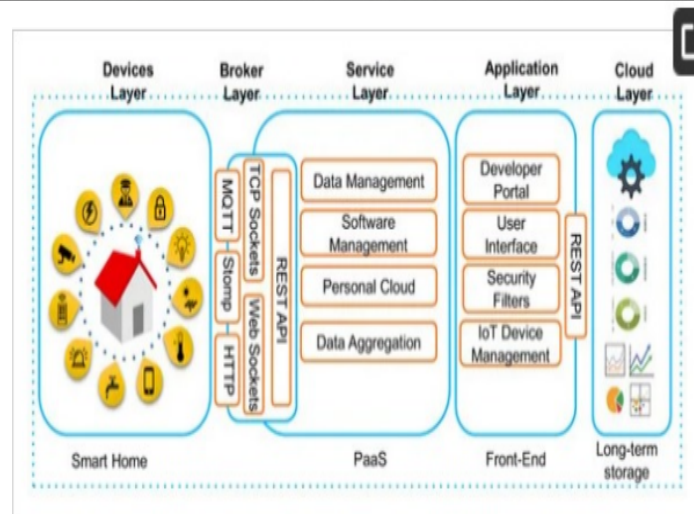 Devices
Layer
Broker
Layer
Service
Layer
Application
Layer
Cloud
Layer
MQTT
Stomp
HTTP
TCP Sockets
Web Sockets
REST API
Data Management
Software
Management
Personal Cloud
Data Aggregation
Developer
Portal
User
Interface
Security
Filters
IoT Device
Management
REST API
Smart Home
PaaS
Front-End
Long-term
storage